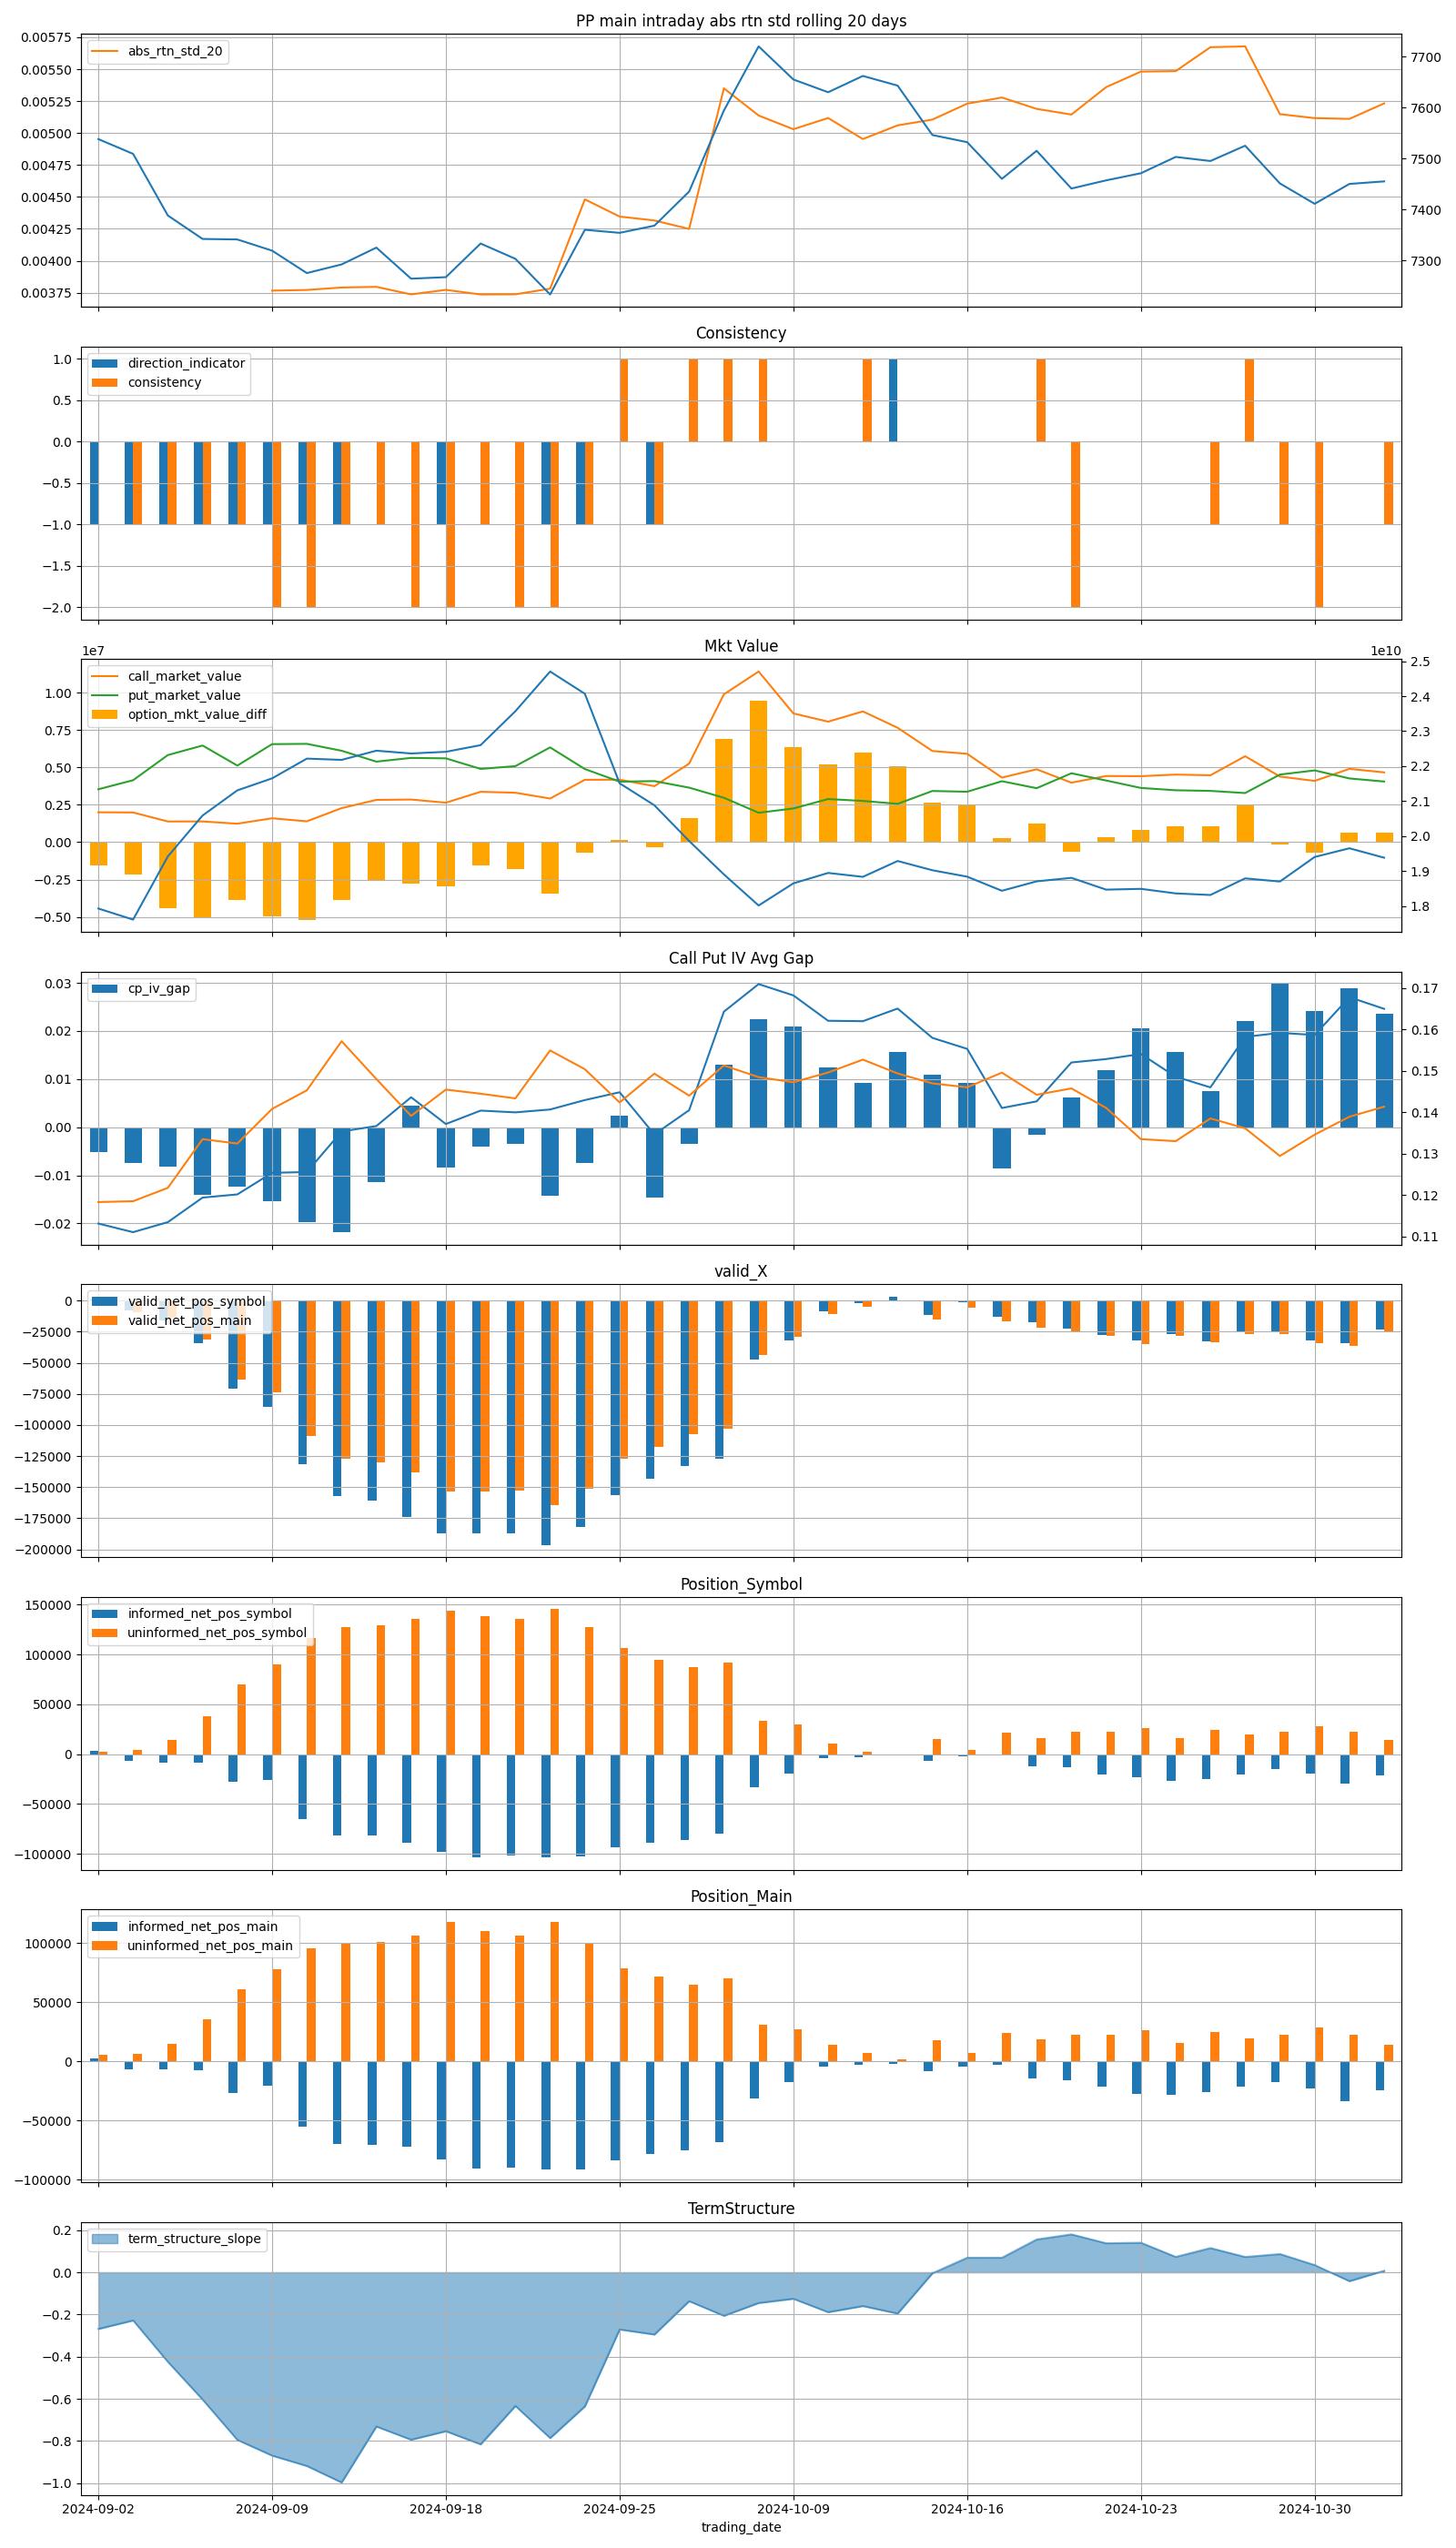 PP main intraday abs rtn std rolling 20 days
abs_rtn_std_20
0.00575
0.00550
0.00525
0.00500
0.00475
0.00450
0.00425
0.00400
0.00375
7700
7600
7500
7400
7300
Consistency
direction_indicator
consistency
1.0
0.5
0.0
−0.5
−1.0
−1.5
−2.0
Mkt Value
1e7
1e10
call_market_value
put_market_value
option_mkt_value_diff
1.00
0.75
0.50
0.25
0.00
−0.25
−0.50
2.5
2.4
2.3
2.2
2.1
2.0
1.9
1.8
Call Put IV Avg Gap
cp_iv_gap
0.03
0.02
0.01
0.00
−0.01
−0.02
0.17
0.16
0.15
0.14
0.13
0.12
0.11
valid_X
valid_net_pos_symbol
valid_net_pos_main
0
−25000
−50000
−75000
−100000
−125000
−150000
−175000
−200000
Position_Symbol
informed_net_pos_symbol
uninformed_net_pos_symbol
150000
100000
50000
0
−50000
−100000
Position_Main
informed_net_pos_main
uninformed_net_pos_main
100000
50000
0
−50000
−100000
TermStructure
term_structure_slope
0.2
0.0
−0.2
−0.4
−0.6
−0.8
−1.0
2024-09-02 2024-09-09 2024-09-18 2024-09-25 2024-10-09 2024-10-16 2024-10-23 2024-10-30
trading_date